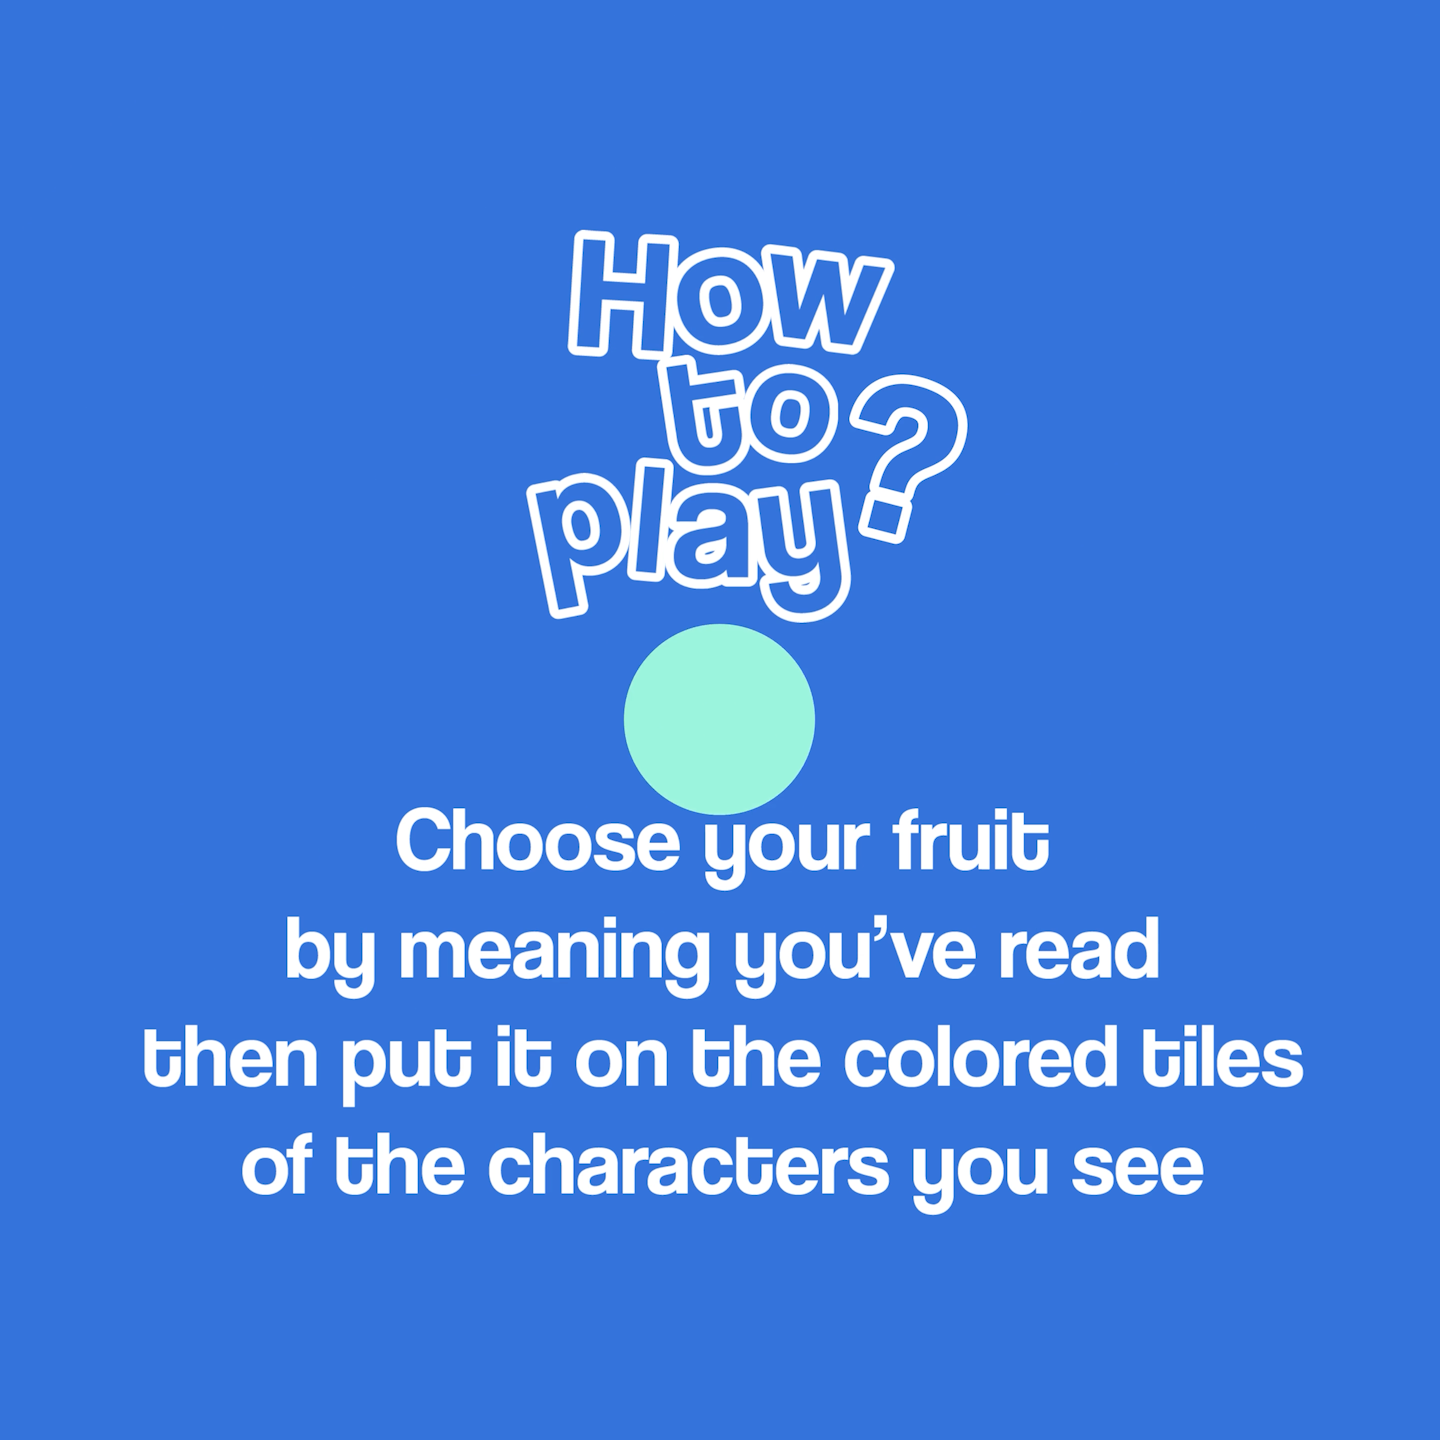 How
to
play?
Choose your fruit
by meaning you’ve read
then put it on the colored tiles
of the characters you see